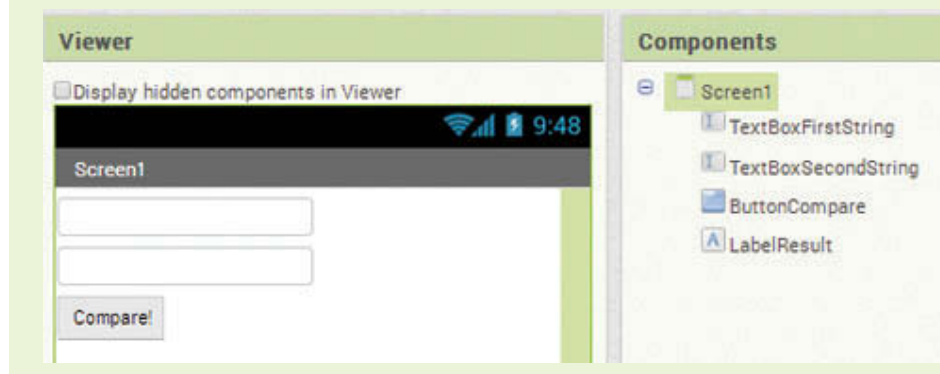 Viewer
Display hidden components in Viewer
9:48
Screen1
Compare!
Components
Screen1
TextBoxFirstString
TextBoxSecondString
ButtonCompare
A LabelResult